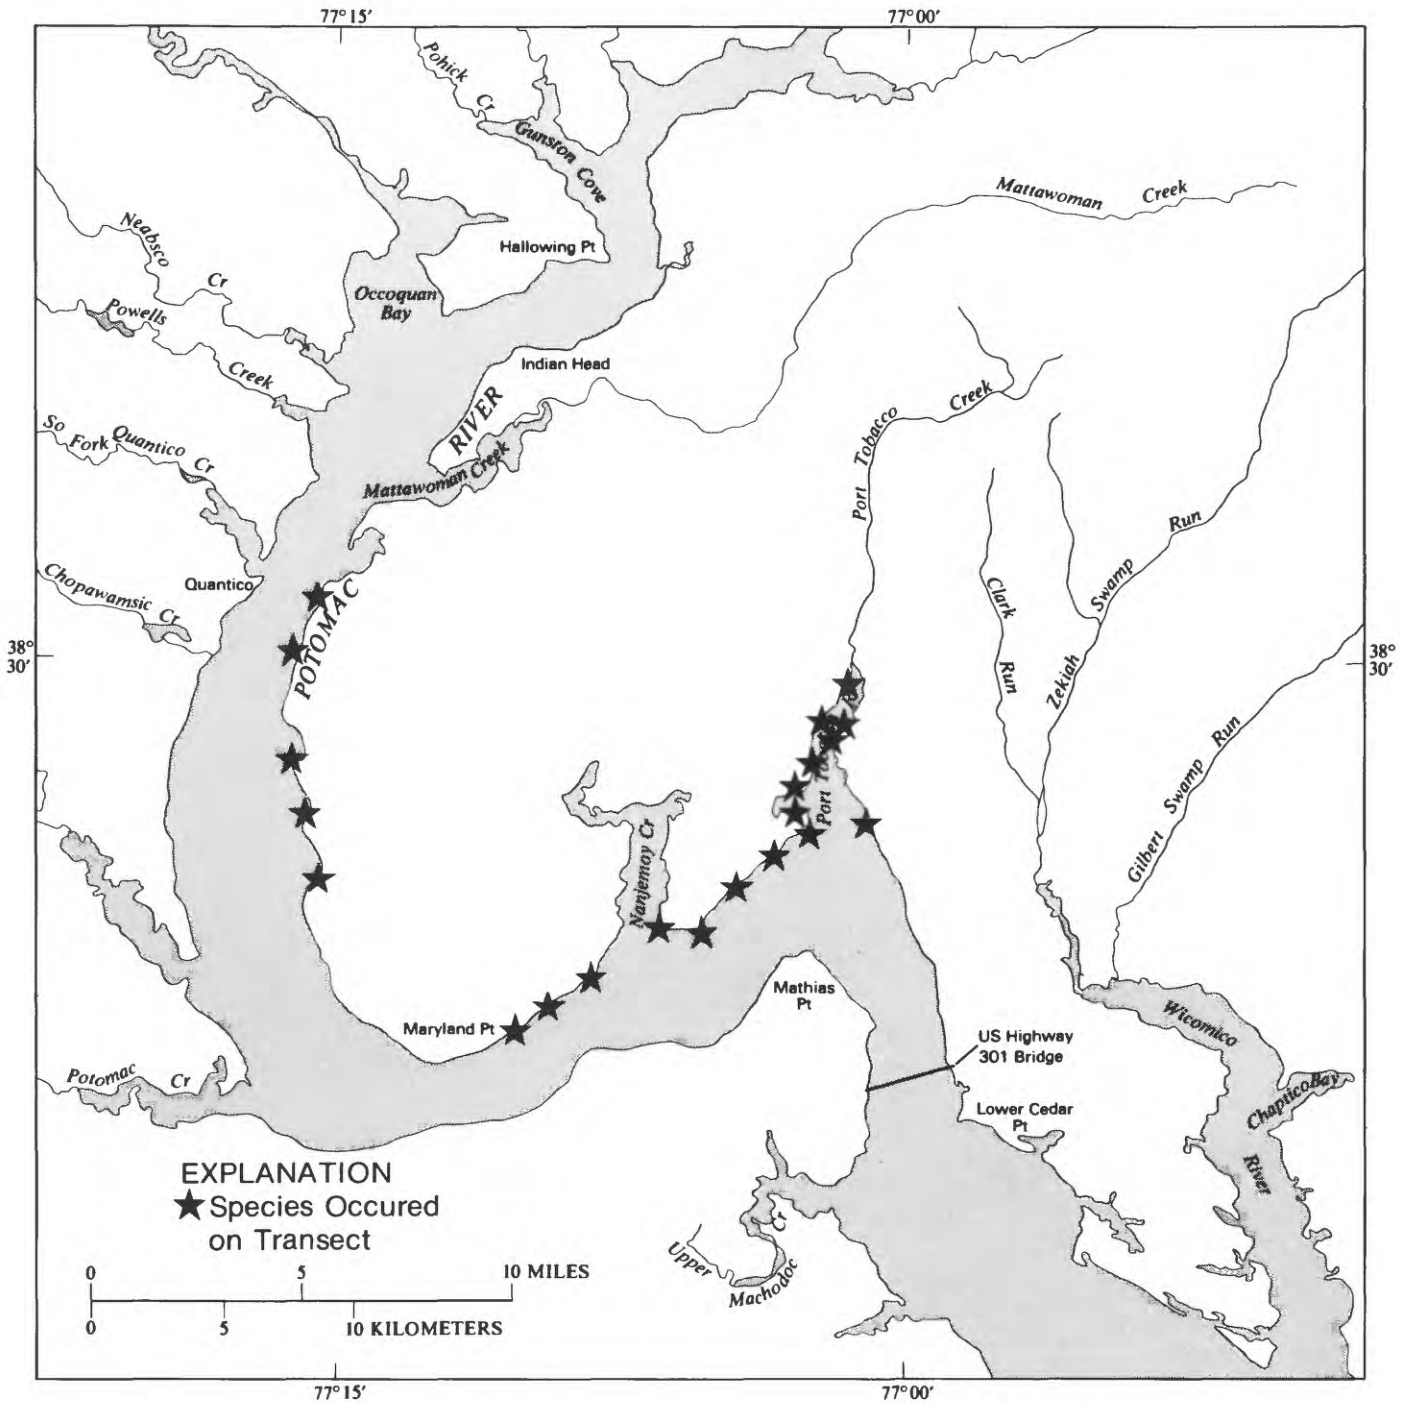 77°15′
77°00′
Pohick
Cr
Gunston Cove
Mattawoman Creek
Neabsco
Cr
Hallowing Pt
Occoquan
Bay
Powells
Creek
Indian Head
RIVER
Port Tobacco Creek
So Fork Quantico Cr
Mattawoman Creek
Run
Quantico
Chopawamsic Cr
Clark
Run
Swamp
Zekiah
POTOMAC
38°
30′
38°
30′
Gilbert Swamp Run
Port
Nanjemoy Cr
Mathias
Pt
Maryland Pt
Wicomico
River
US Highway
301 Bridge
Potomac Cr
Chaptico Bay
Lower Cedar
Pt
EXPLANATION
★ Species Occured
on Transect
Upper
Machodoc
Cr
0 5 10 MILES
0 5 10 KILOMETERS
77°15′
77°00′